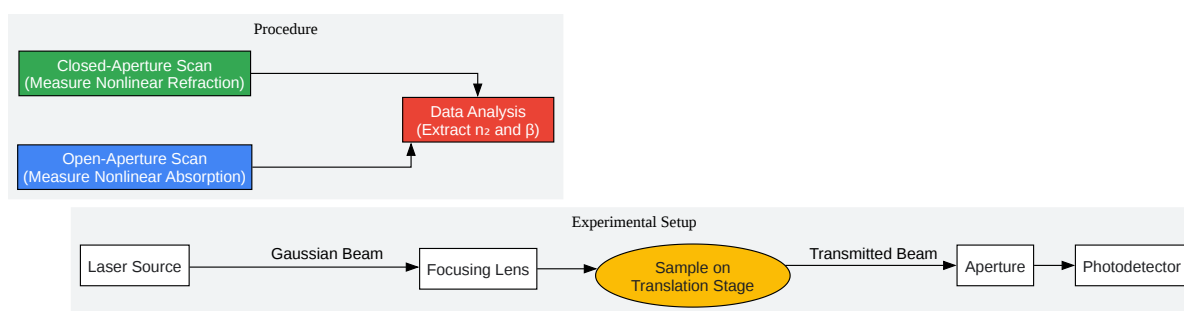 Procedure
Closed-Aperture Scan
(Measure Nonlinear Refraction)
Data Analysis
(Extract n₂ and β)
Open-Aperture Scan
(Measure Nonlinear Absorption)
Experimental Setup
Laser Source
Gaussian Beam
Focusing Lens
Sample on
Translation Stage
Transmitted Beam
Aperture
Photodetector